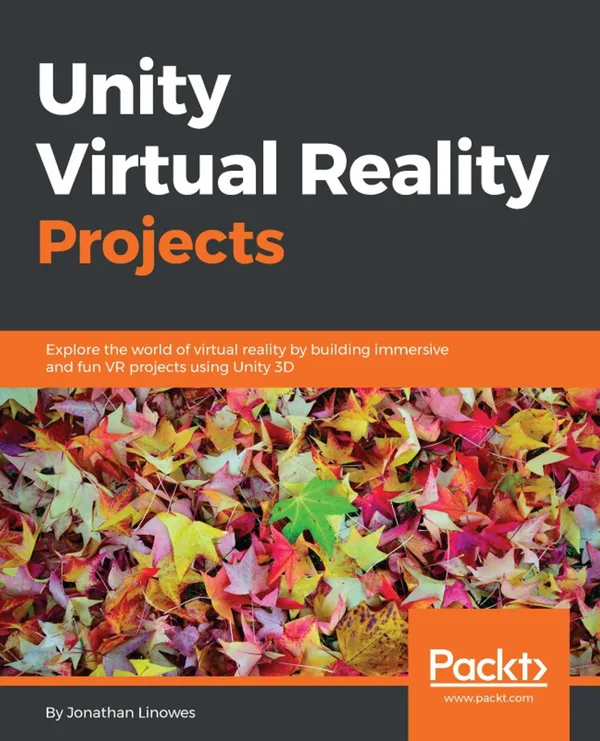 Unity
Virtual Reality
Projects
Explore the world of virtual reality by building immersive
and fun VR projects using Unity 3D
Packt>
www.packt.com
By Jonathan Linowes